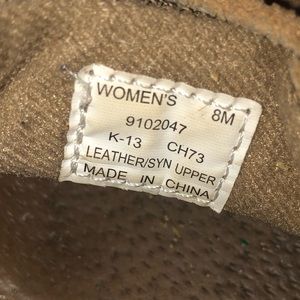 WOMEN'S 8M
9102047
K-13 CH73
LEATHER/SYN UPPER
MADE IN CHINA